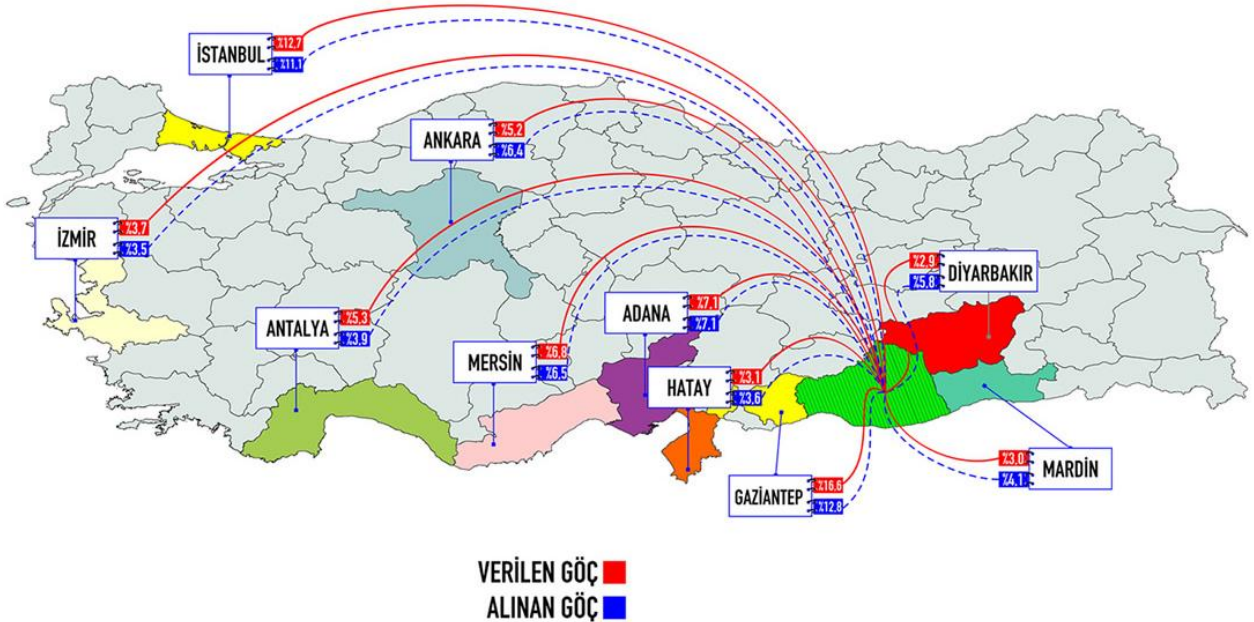 İSTANBUL
%12,7
%11,1
ANKARA
%5,2
%6,4
İZMİR
%3,7
%3,5
DİYARBAKIR
%2,9
%5,8
ANTALYA
%5,3
%3,9
ADANA
%7,1
%7,1
MERSİN
%6,8
%6,5
HATAY
%3,1
%3,6
MARDİN
%3,0
%4,1
GAZİANTEP
%16,6
%12,8
VERİLEN GÖÇ
ALINAN GÖÇ